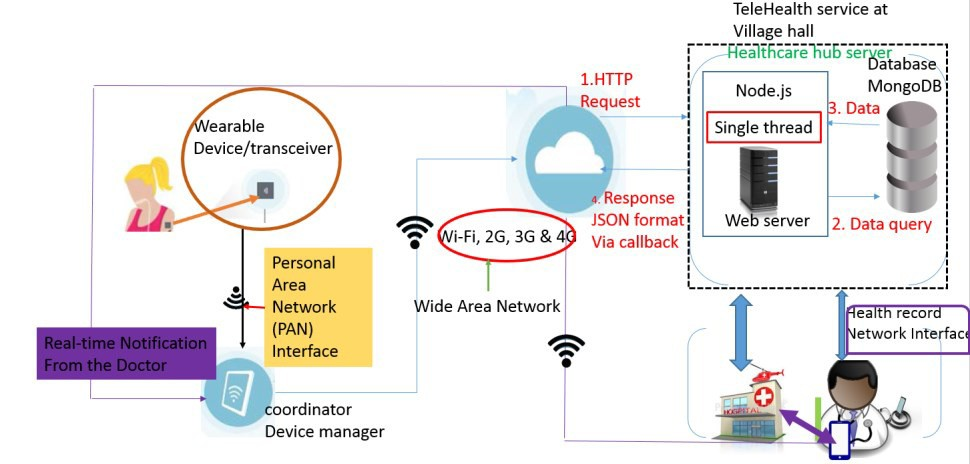 TeleHealth service at
Village hall
Healthcare hub server
Database
MongoDB
1.HTTP
Request
Node.js
Single thread
3. Data
Wearable
Device/transceiver
4. Response
JSON format
Via callback
Web server
2. Data query
Wi-Fi, 2G, 3G & 4G
Personal
Area
Network
(PAN)
Interface
Wide Area Network
Health record
Network Interface
Real-time Notification
From the Doctor
coordinator
Device manager
HOSPITAL